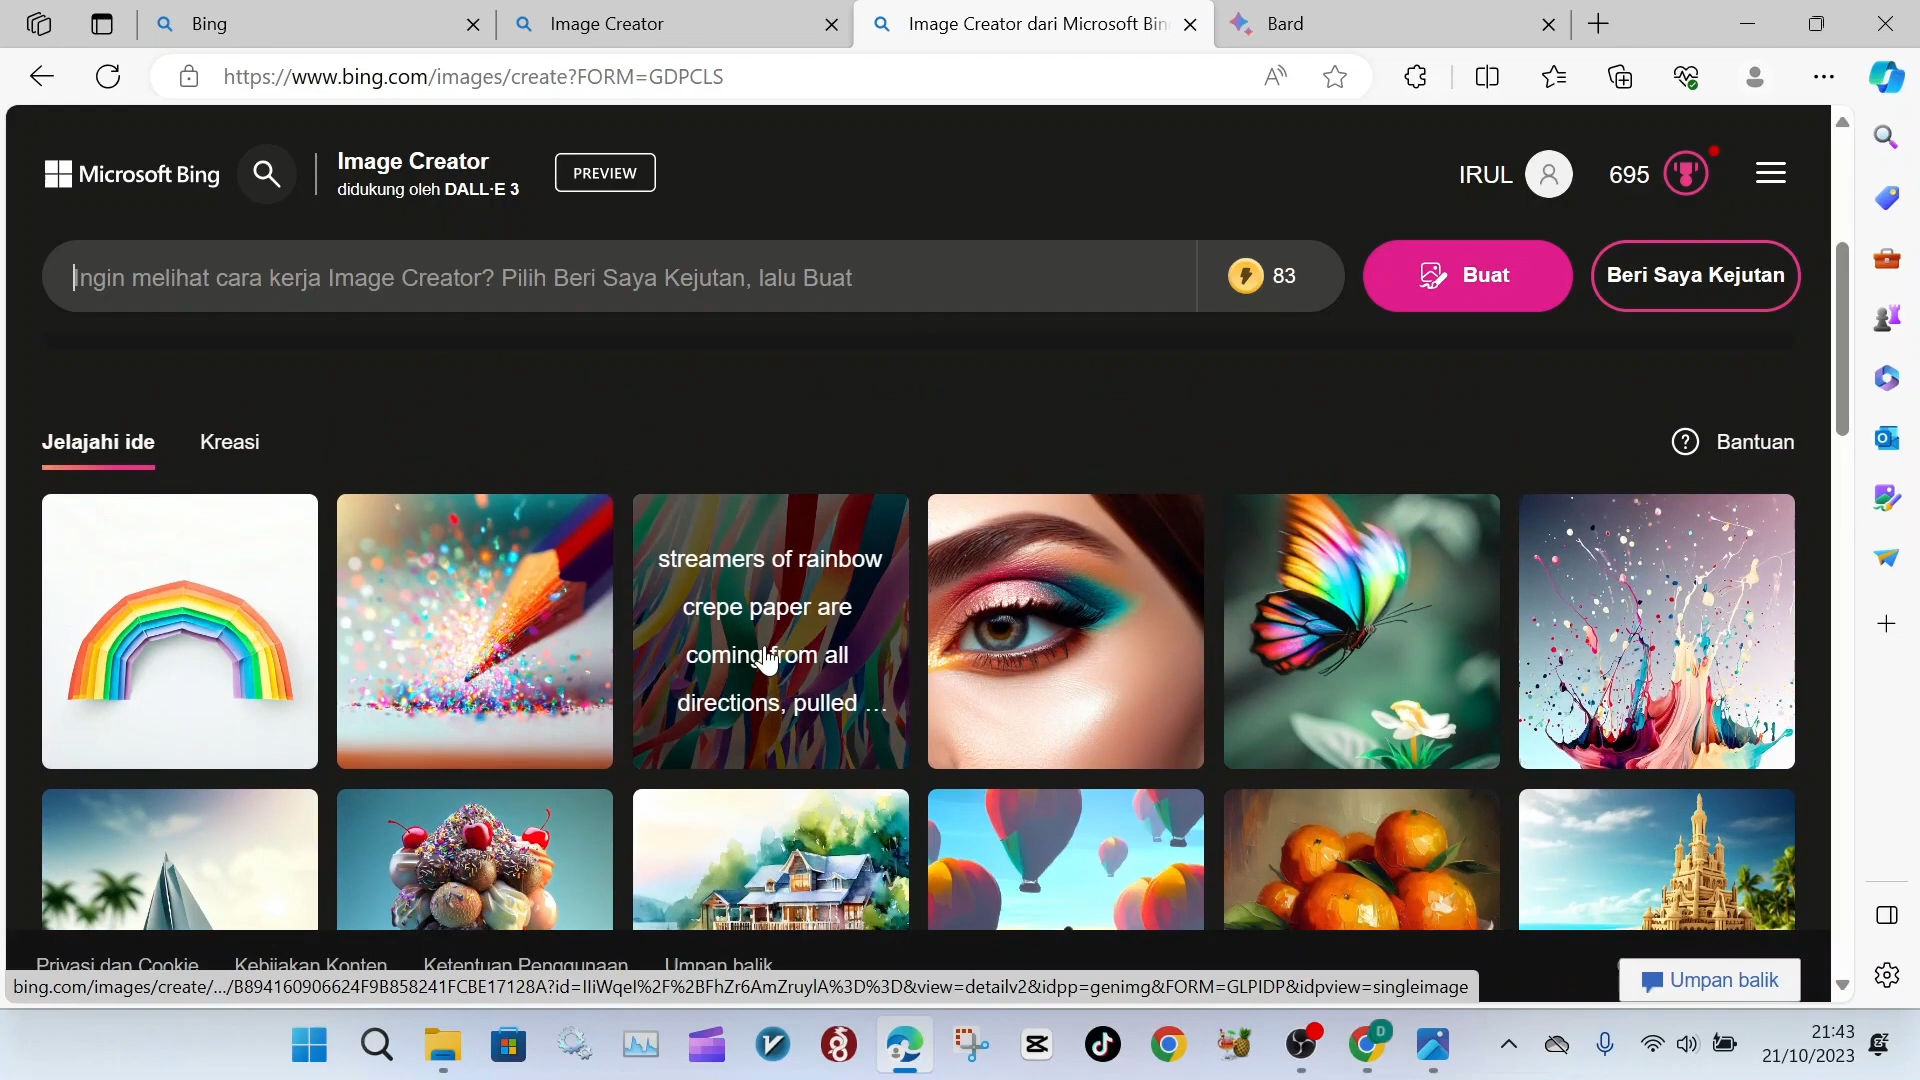 Bing
Image Creator
Image Creator dari Microsoft Bin
Bard
https://www.bing.com/images/create?FORM=GDPCLS
Microsoft Bing
Image Creator
didukung oleh DALL·E 3
PREVIEW
IRUL
695
Ingin melihat cara kerja Image Creator? Pilih Beri Saya Kejutan, lalu Buat
83
Buat
Beri Saya Kejutan
Jelajahi ide
Kreasi
Bantuan
streamers of rainbow
crepe paper are
coming from all
directions, pulled ...
Privasi dan Cookie
Kebijakan Konten
Ketentuan Penggunaan
Umpan balik
Umpan balik
bing.com/images/create/.../B894160906624F9B858241FCBE17128A?id=IIiWqeI%2F%2BFhZr6AmZruylA%3D%3D&view=detailv2&idpp=genimg&FORM=GLPIDP&idpview=singleimage
21:43
21/10/2023